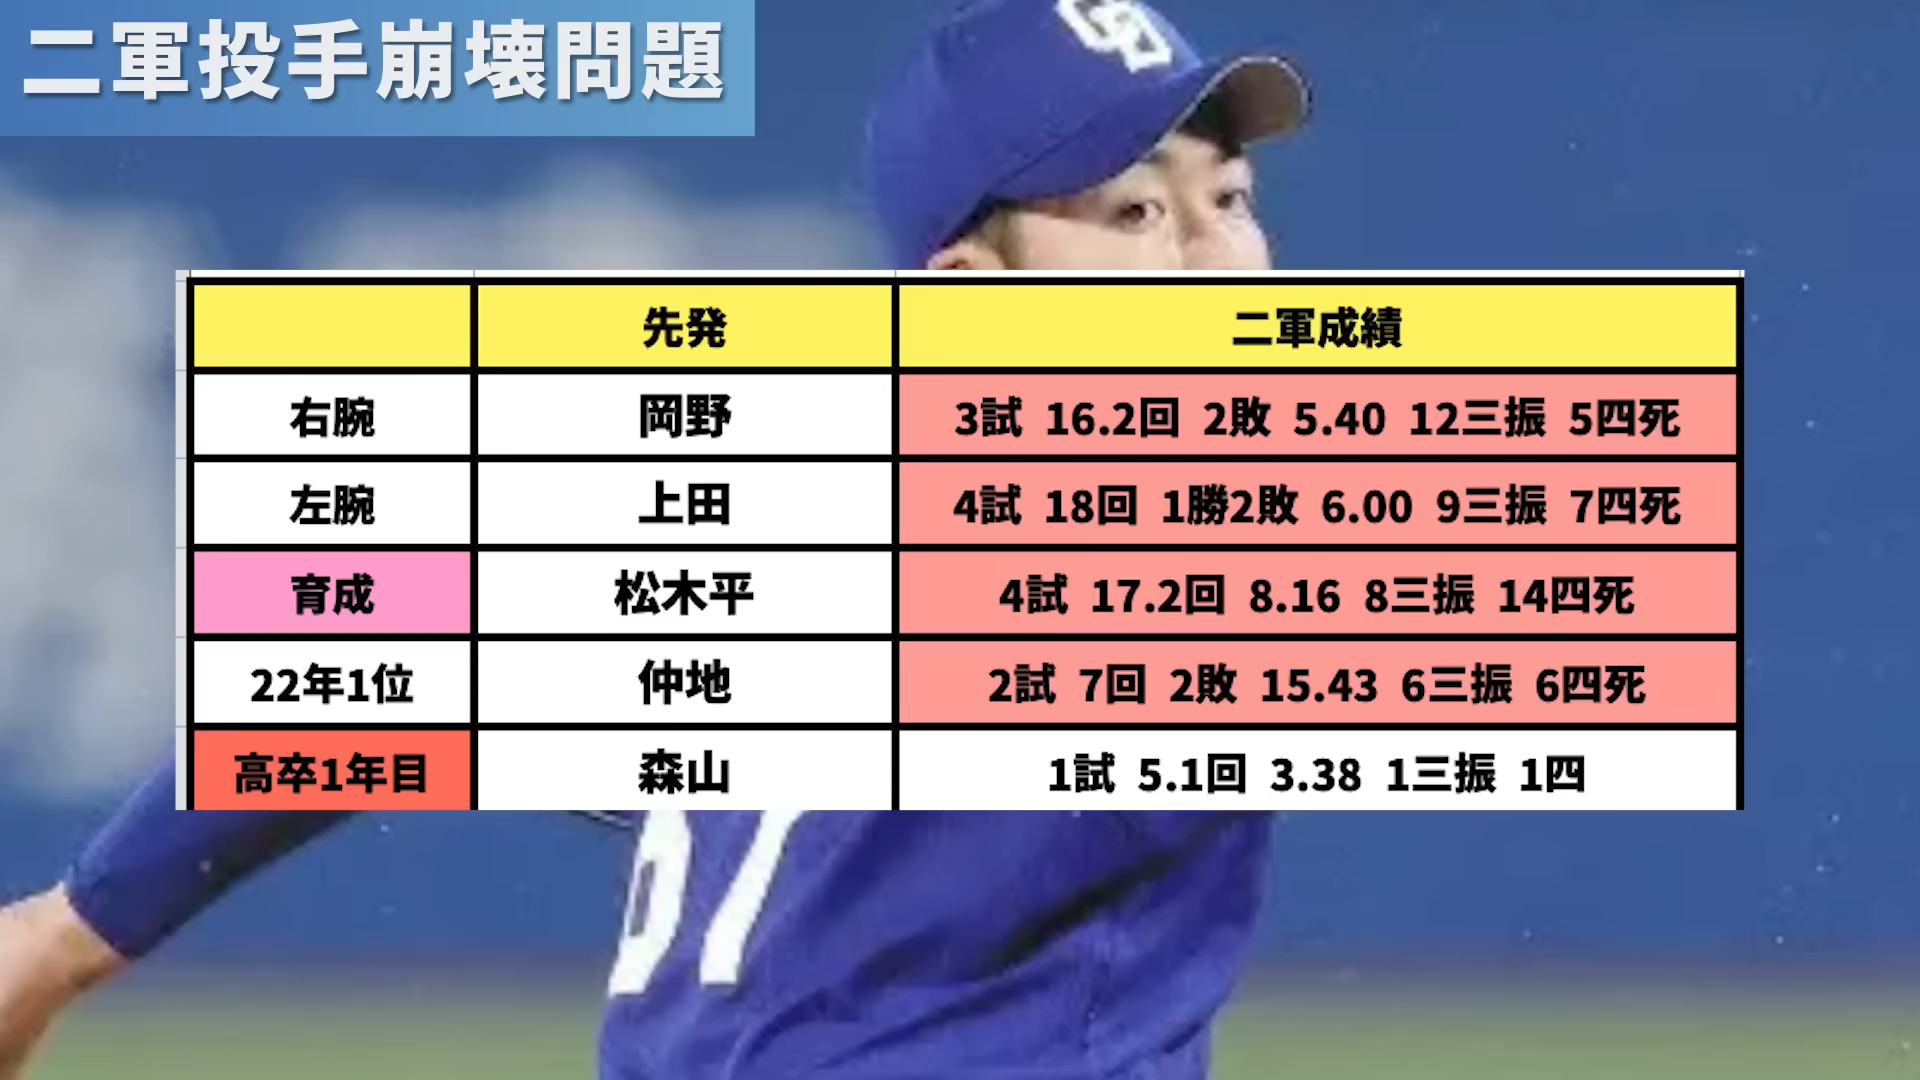 二軍投手崩壊問題
先発 二軍成績
右腕 岡野 3試 16.2回 2敗 5.40 12三振 5四死
左腕 上田 4試 18回 1勝2敗 6.00 9三振 7四死
育成 松木平 4試 17.2回 8.16 8三振 14四死
22年1位 仲地 2試 7回 2敗 15.43 6三振 6四死
高卒1年目 森山 1試 5.1回 3.38 1三振 1四
67